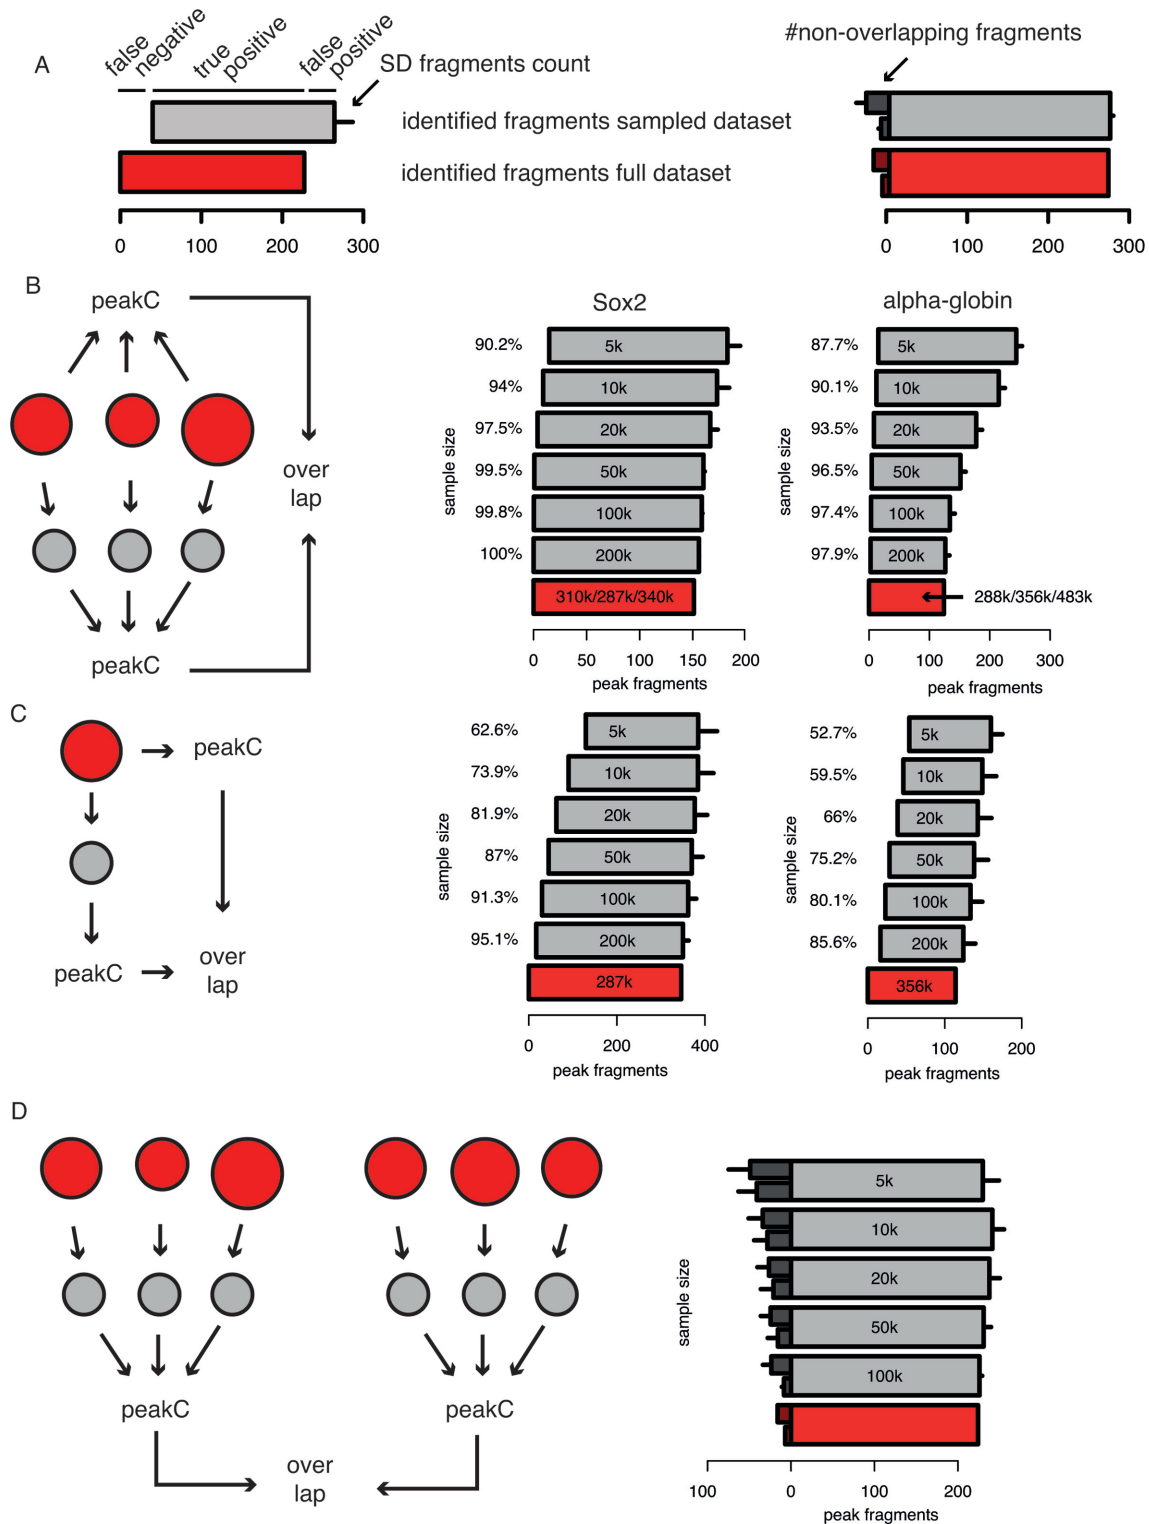 A
false
negative
true
positive
false
positive
SD fragments count
identified fragments sampled dataset
identified fragments full dataset
0 100 200 300
#non-overlapping fragments
0 100 200 300
B
peakC
over
lap
peakC
Sox2
sample size
90.2% 5k
94% 10k
97.5% 20k
99.5% 50k
99.8% 100k
100% 200k
310k/287k/340k
0 50 100 150 200
peak fragments
alpha-globin
sample size
87.7% 5k
90.1% 10k
93.5% 20k
96.5% 50k
97.4% 100k
97.9% 200k
288k/356k/483k
0 100 200 300
peak fragments
C
peakC
peakC
over
lap
sample size
62.6% 5k
73.9% 10k
81.9% 20k
87% 50k
91.3% 100k
95.1% 200k
287k
0 200 400
peak fragments
sample size
52.7% 5k
59.5% 10k
66% 20k
75.2% 50k
80.1% 100k
85.6% 200k
356k
0 100 200
peak fragments
D
peakC
peakC
over
lap
sample size
5k
10k
20k
50k
100k
100 0 100 200
peak fragments